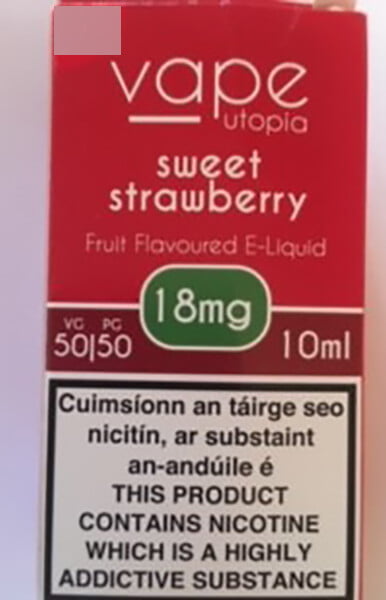 vape
utopia
sweet
strawberry
Fruit Flavoured E-Liquid
18mg
VG PG
50|50
10ml
Cuimsíonn an táirge seo
nicitín, ar substaint
an-andúile é
THIS PRODUCT
CONTAINS NICOTINE
WHICH IS A HIGHLY
ADDICTIVE SUBSTANCE